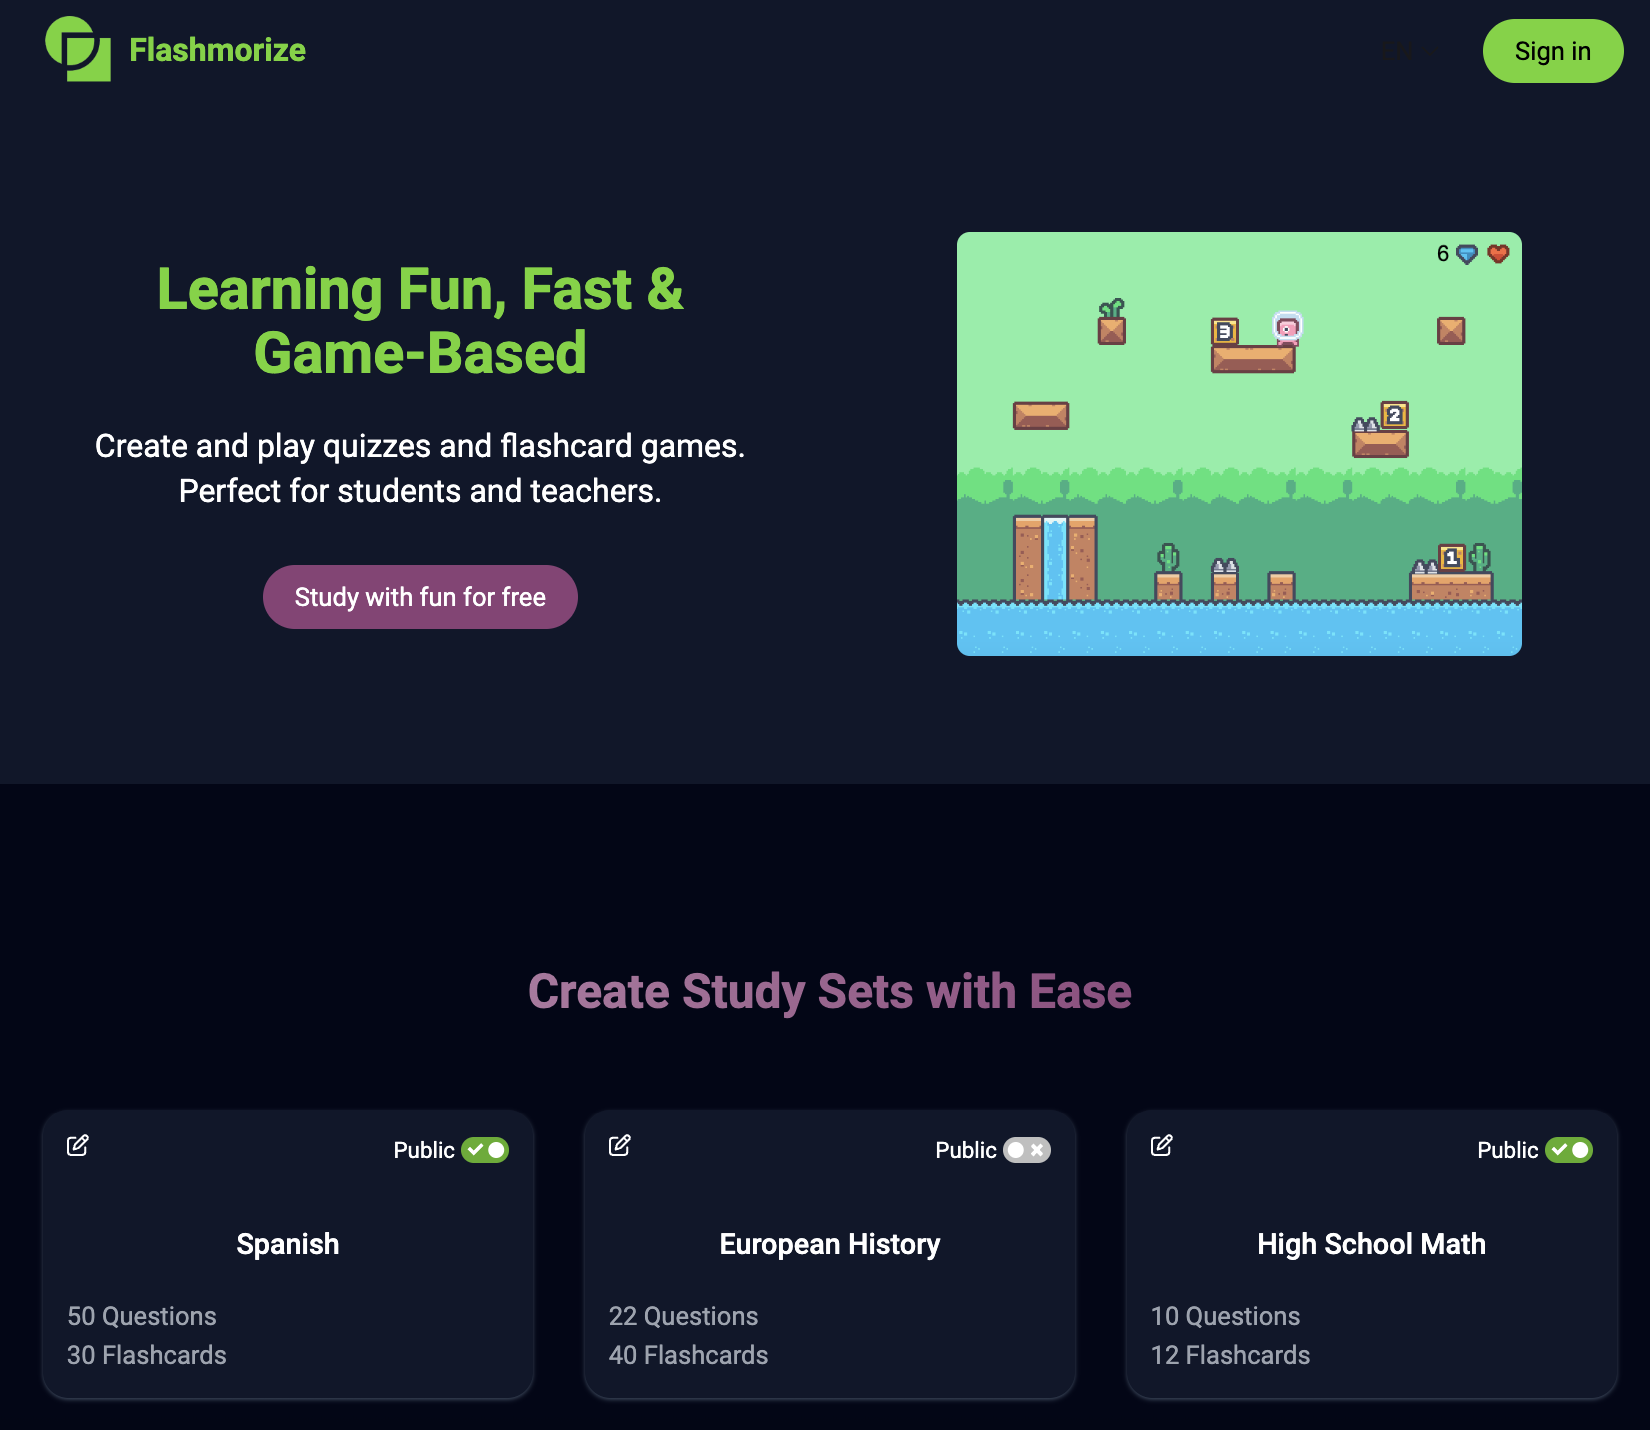 Flashmorize
Sign in
Learning Fun, Fast &
Game-Based
Create and play quizzes and flashcard games.
Perfect for students and teachers.
Study with fun for free
6
3
2
1
Create Study Sets with Ease
Public
Spanish
50 Questions
30 Flashcards
Public
European History
22 Questions
40 Flashcards
Public
High School Math
10 Questions
12 Flashcards